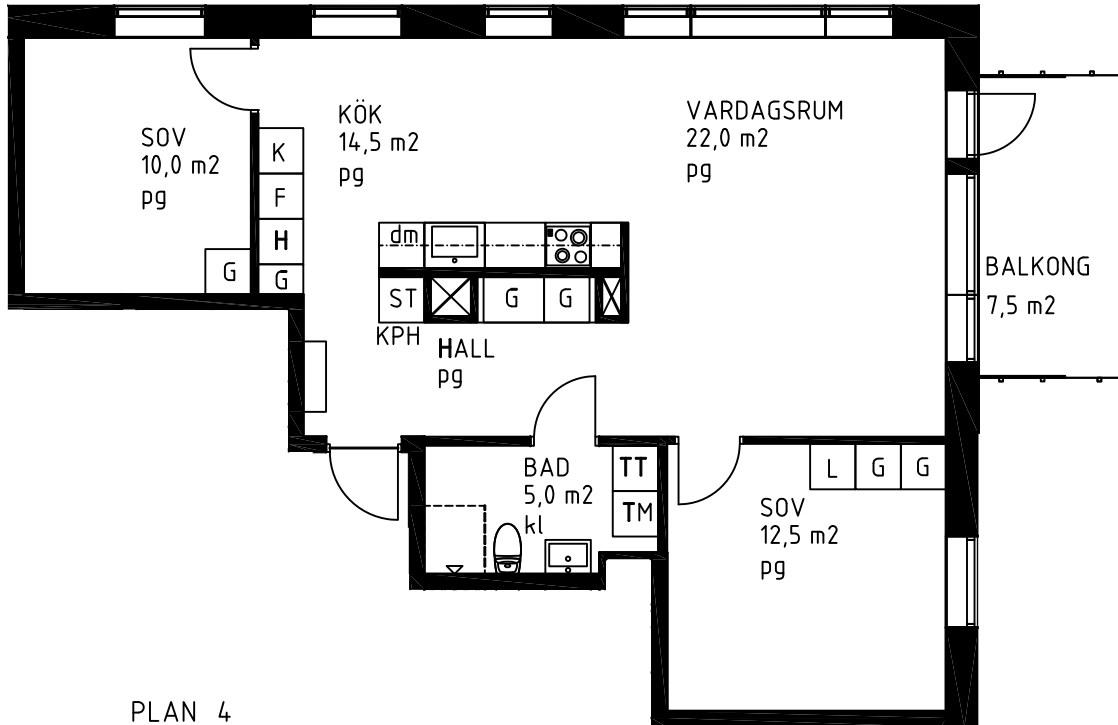 SOV
10,0 m2
pg
G
K
F
H
G
KÖK
14,5 m2
pg
VARDAGSRUM
22,0 m2
pg
dm
ST
G G
KPH
HALL
pg
BALKONG
7,5 m2
BAD
5,0 m2
kl
TT
TM
L G G
SOV
12,5 m2
pg
PLAN 4